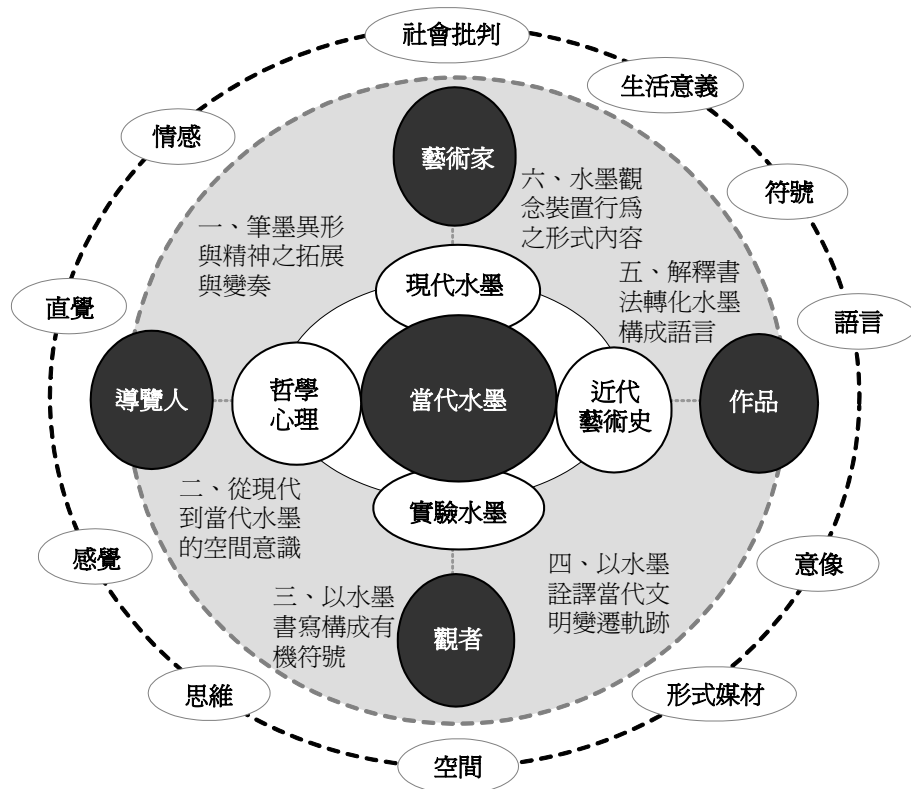 社會批判
生活意義
情感
藝術家
符號
六、水墨觀
念裝置行為
之形式內容
一、筆墨異形
與精神之拓展
與變奏
現代水墨
五、解釋書
法轉化水墨
構成語言
直覺
語言
導覽人
哲學
心理
當代水墨
近代
藝術史
作品
二、從現代
到當代水墨
的空間意識
實驗水墨
感覺
意像
三、以水墨
書寫構成有
機符號
觀者
四、以水墨
詮譯當代文
明變遷軌跡
思維
形式媒材
空間